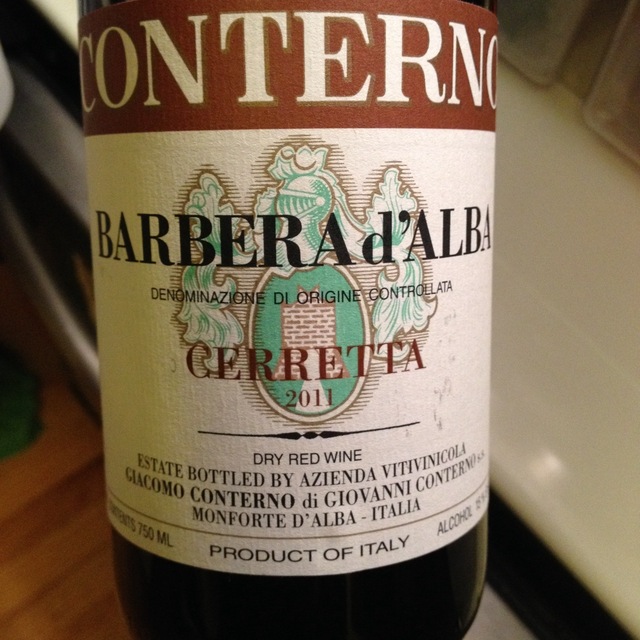 CONTERNO
BARBERA d'ALBA
DENOMINAZIONE DI ORIGINE CONTROLLATA
CERRETTA
2011
DRY RED WINE
ESTATE BOTTLED BY AZIENDA VITIVINICOLA
GIACOMO CONTERNO di GIOVANNI CONTERNO s.s.
MONFORTE D'ALBA - ITALIA
750 ML
ALCOHOL
PRODUCT OF ITALY